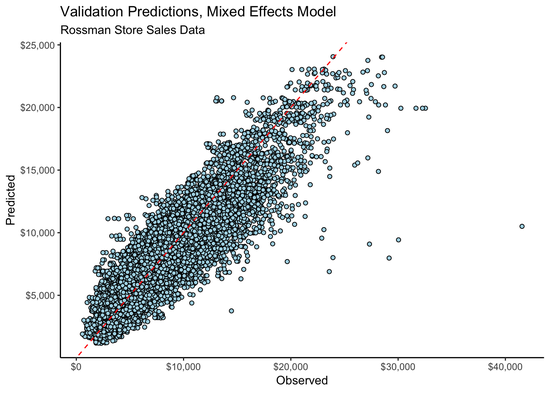 Validation Predictions, Mixed Effects Model
Rossman Store Sales Data
$25,000
$20,000
$15,000
$10,000
$5,000
Predicted
$0 $10,000 $20,000 $30,000 $40,000
Observed